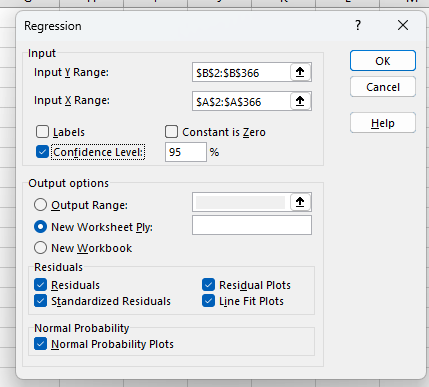 Regression
?
Input
Input Y Range:
$B$2:$B$366
OK
Input X Range:
$A$2:$A$366
Cancel
Labels
Constant is Zero
Help
Confidence Level:
95
%
Output options
Output Range:
New Worksheet Ply:
New Workbook
Residuals
Residuals
Residual Plots
Standardized Residuals
Line Fit Plots
Normal Probability
Normal Probability Plots